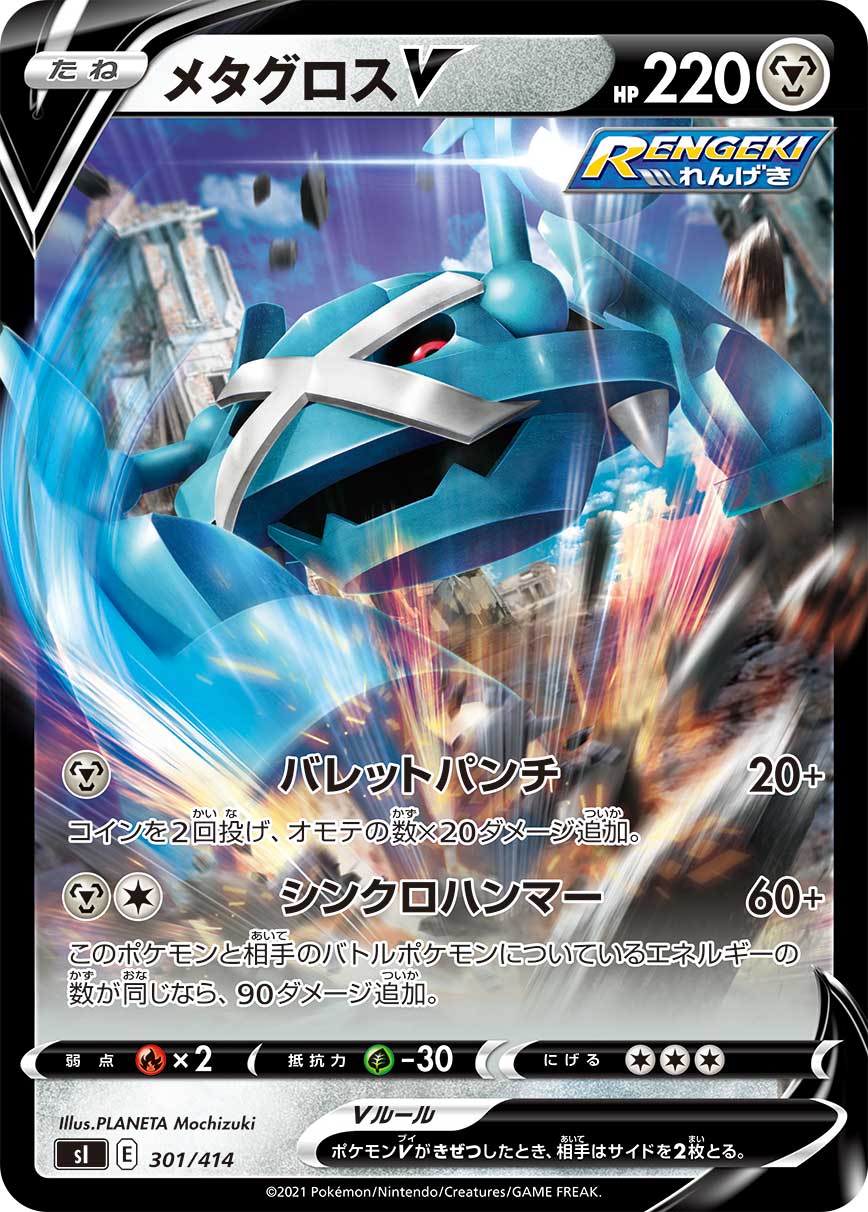 たね
メタグロスV
HP 220
RENGEKI
れんげき
バレットパンチ 20+
コインを2回投げ、オモテの数×20ダメージ追加。
シンクロハンマー 60+
このポケモンと相手のバトルポケモンについているエネルギーの
数が同じなら、90ダメージ追加。
弱点 ×2 抵抗力 -30 にげる
Illus.PLANETA Mochizuki
Vルール
ポケモンVがきぜつしたとき、相手はサイドを2枚とる。
sI E 301/414
©2021 Pokémon/Nintendo/Creatures/GAME FREAK.